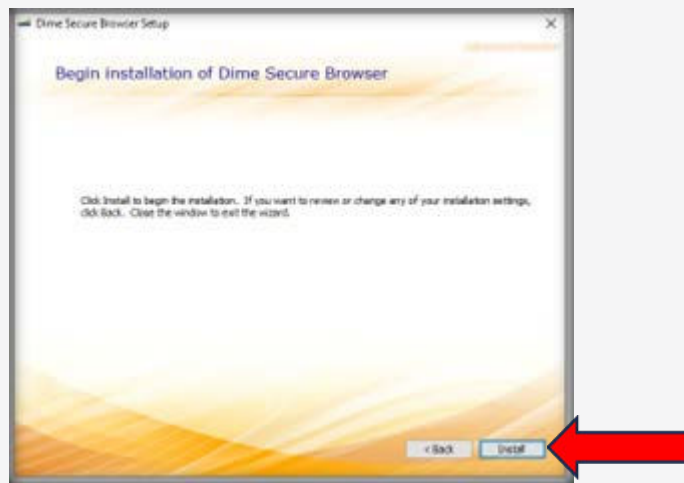 Dime Secure Browser Setup
Begin installation of Dime Secure Browser
Click Install to begin the installation. If you want to review or change any of your installation settings,
click Back. Close the window to exit the wizard.
< Back
Install